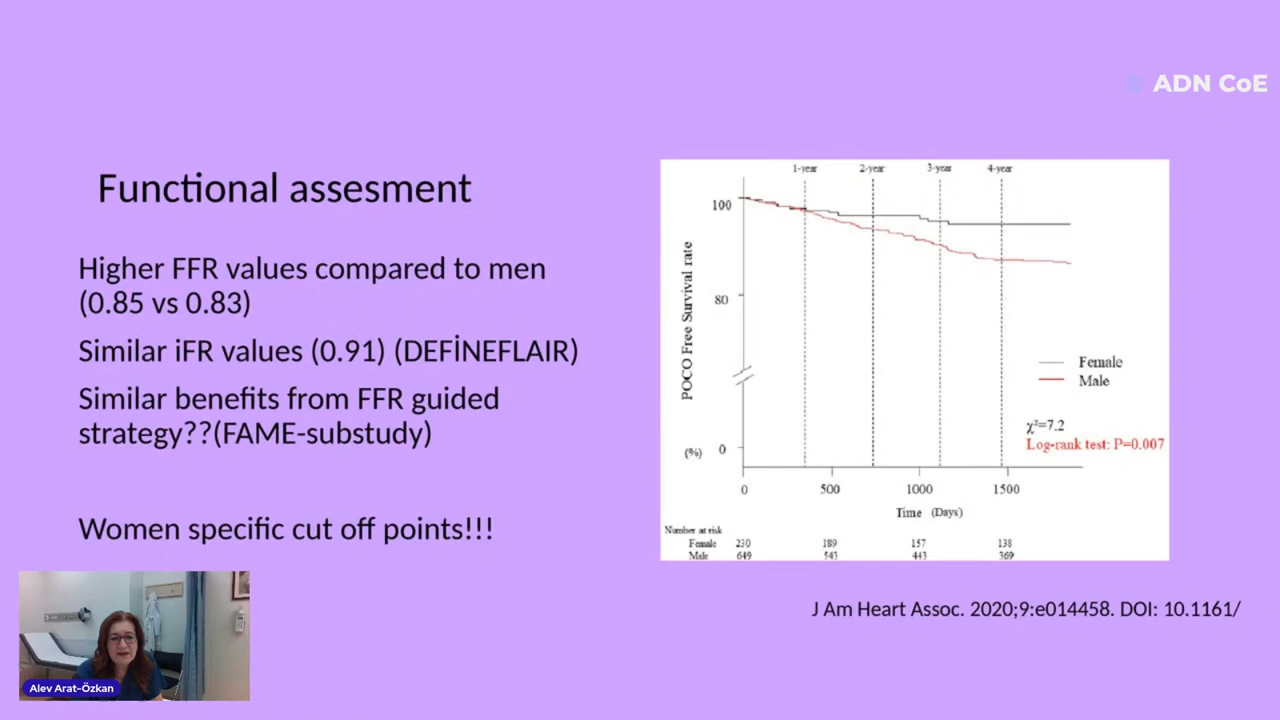 ADN CoE
Functional assesment
Higher FFR values compared to men
(0.85 vs 0.83)
Similar iFR values (0.91) (DEFİNEFLAIR)
Similar benefits from FFR guided
strategy??(FAME-substudy)
Women specific cut off points!!!
1-year 2-year 3-year 4-year
100
80
(%) 0
POCO Free Survival rate
Female
Male
χ²=7.2
Log-rank test: P=0.007
0 500 1000 1500
Time (Days)
Number at risk
Female 230 189 157 138
Male 649 543 443 369
J Am Heart Assoc. 2020;9:e014458. DOI: 10.1161/
Alev Arat-Özkan